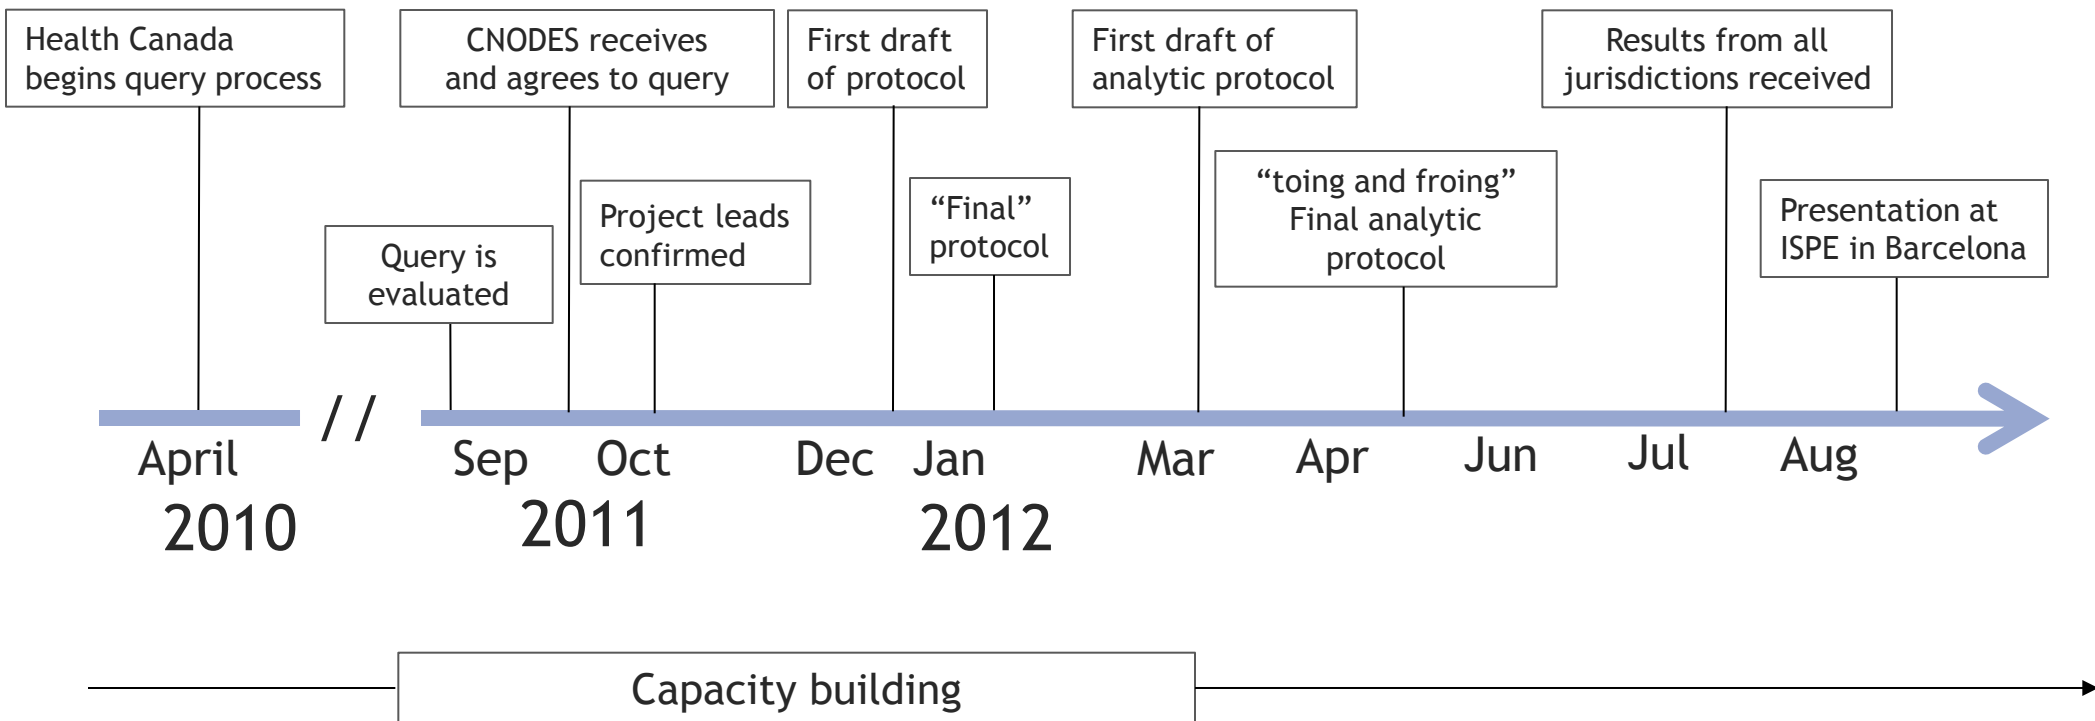 Health Canada
begins query process
CNODES receives
and agrees to query
First draft
of protocol
First draft of
analytic protocol
Results from all
jurisdictions received
Query is
evaluated
Project leads
confirmed
“Final”
protocol
“toing and froing”
Final analytic
protocol
Presentation at
ISPE in Barcelona
//
April
Sep
Oct
Dec
Jan
Mar
Apr
Jun
Jul
Aug
2010
2011
2012
Capacity building